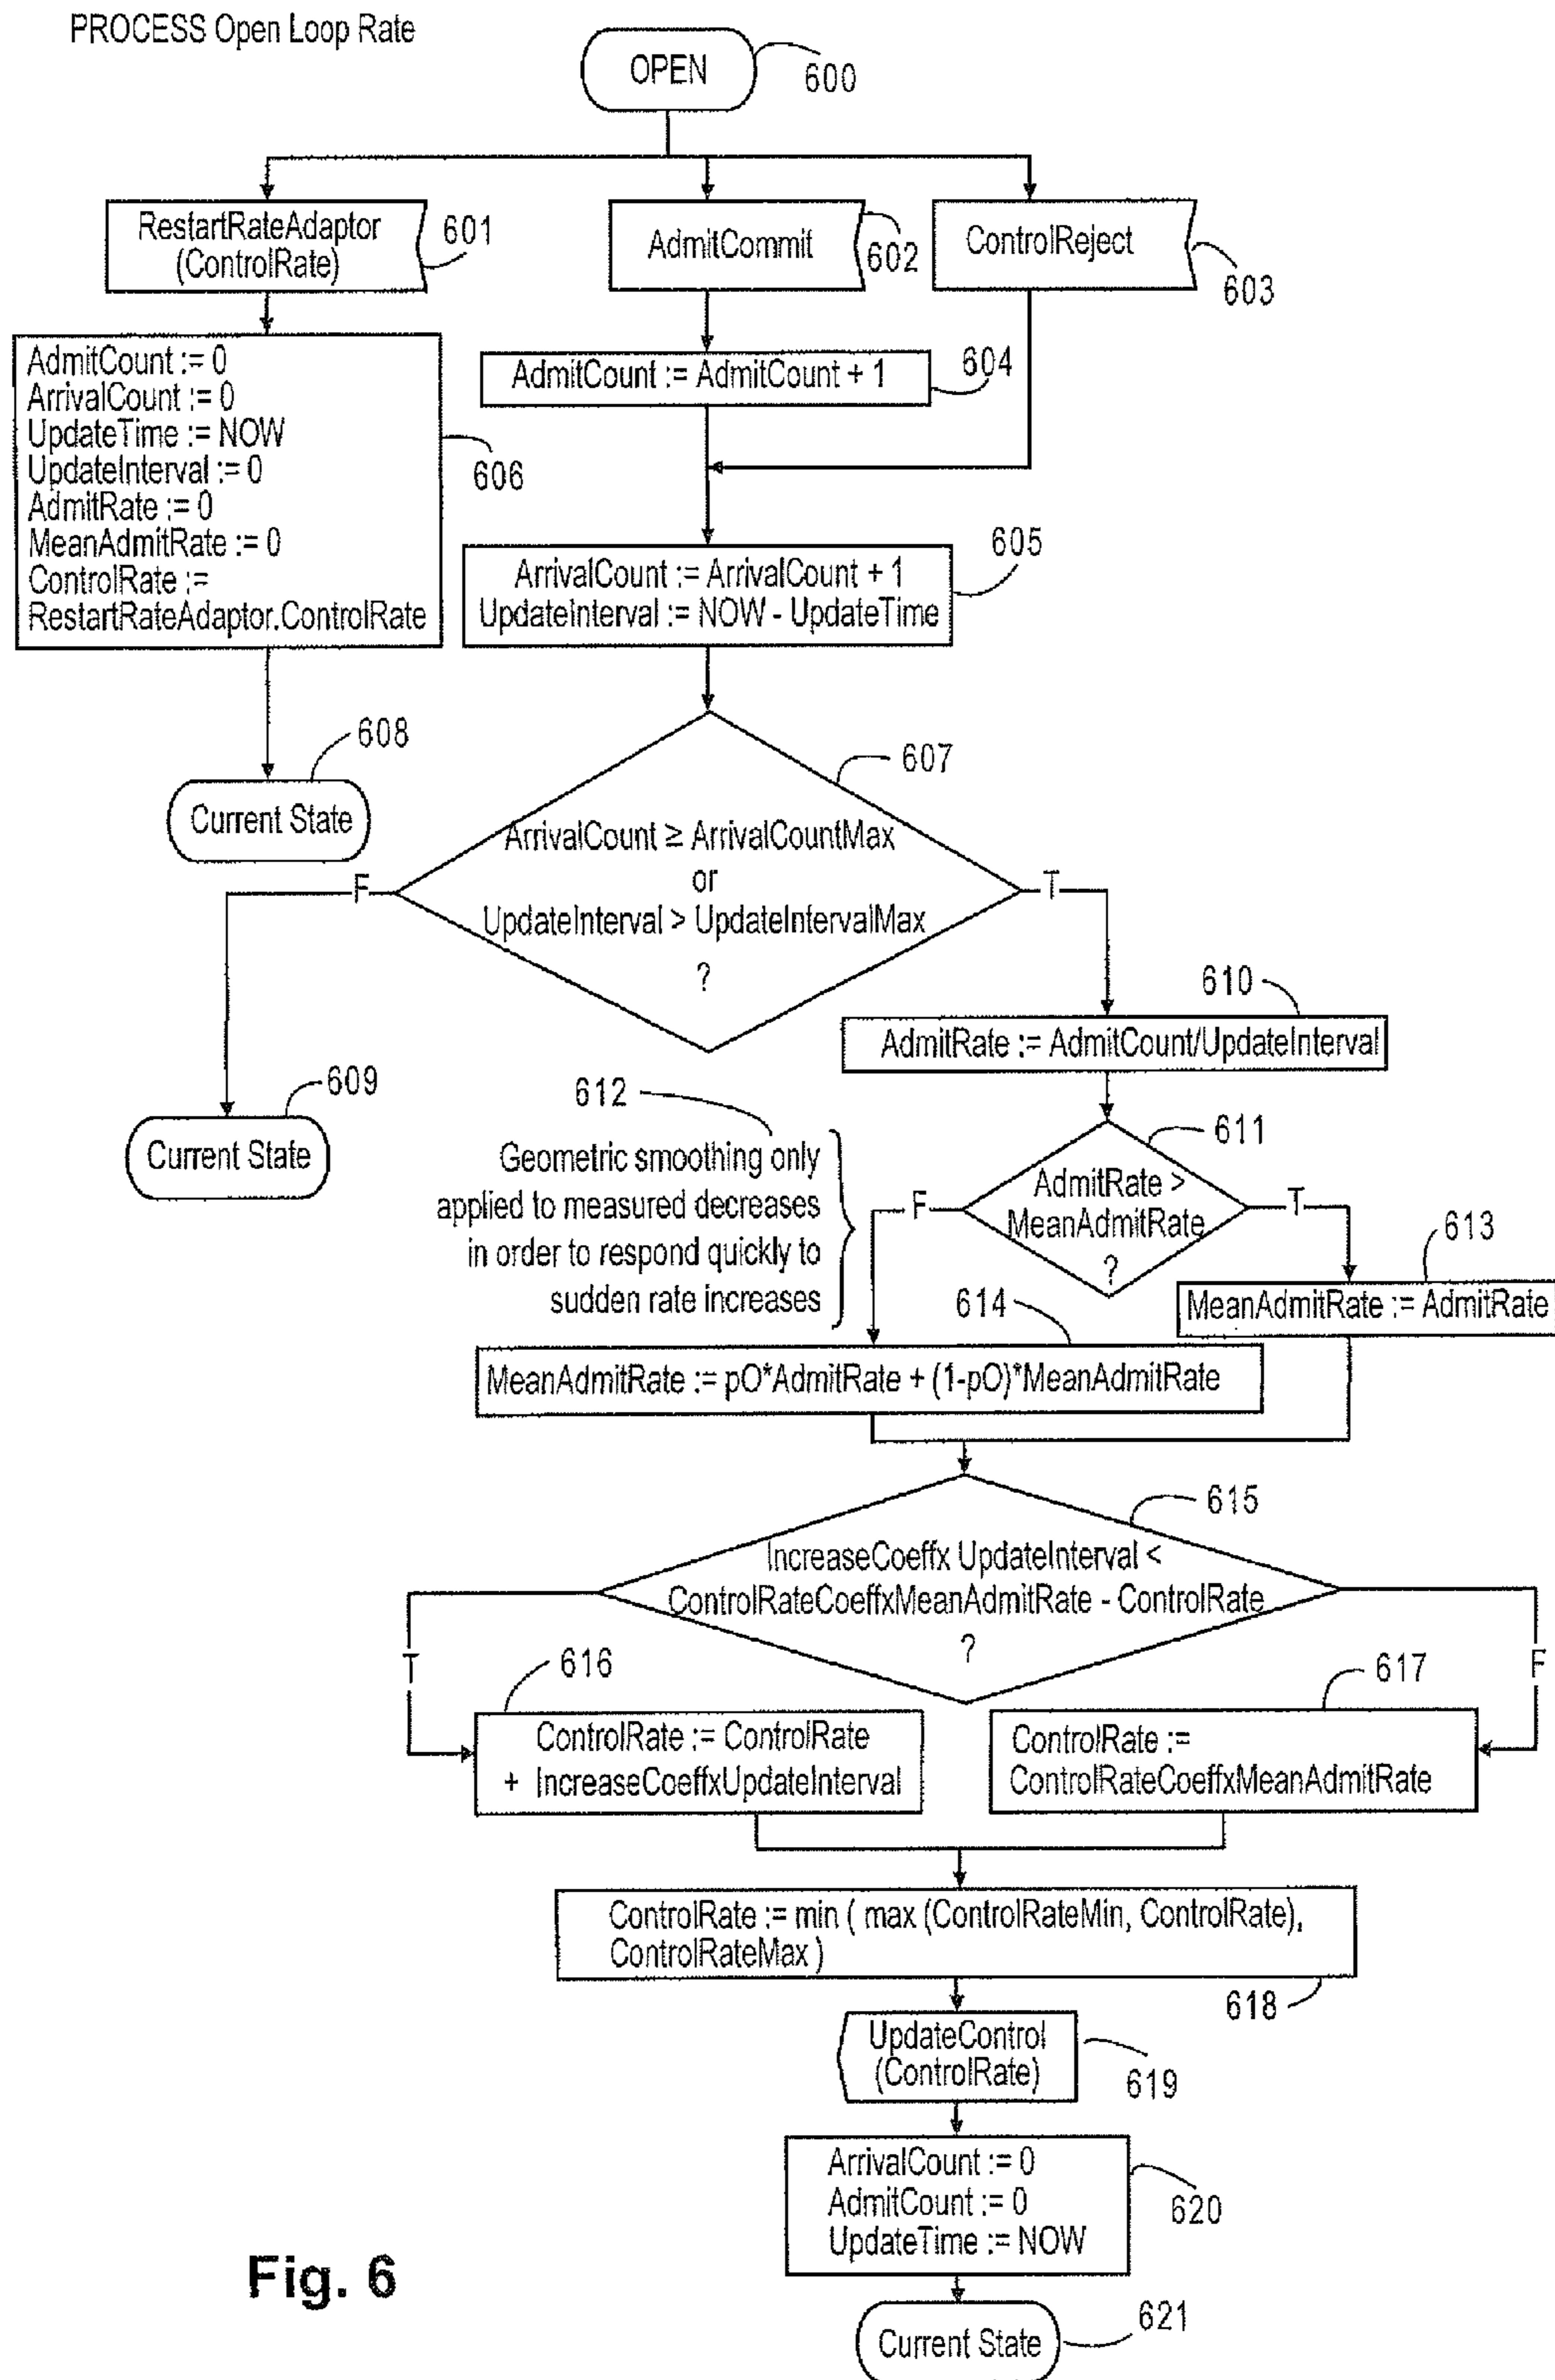 PROCESS Open Loop Rate
OPEN
600
RestartRateAdaptor
(ControlRate)
601
AdmitCommit
602
ControlReject
603
AdmitCount := 0
ArrivalCount := 0
UpdateTime := NOW
UpdateInterval := 0
AdmitRate := 0
MeanAdmitRate := 0
ControlRate :=
RestartRateAdaptor.ControlRate
606
AdmitCount := AdmitCount + 1
604
ArrivalCount := ArrivalCount + 1
UpdateInterval := NOW - UpdateTime
605
608
Current State
607
ArrivalCount ≥ ArrivalCountMax
or
UpdateInterval > UpdateIntervalMax
?
F
T
609
Current State
610
AdmitRate := AdmitCount/UpdateInterval
612
Geometric smoothing only
applied to measured decreases
in order to respond quickly to
sudden rate increases
611
AdmitRate >
MeanAdmitRate
?
F
T
613
MeanAdmitRate := AdmitRate
614
MeanAdmitRate := pO*AdmitRate + (1-pO)*MeanAdmitRate
615
IncreaseCoeffx UpdateInterval <
ControlRateCoeffxMeanAdmitRate - ControlRate
?
T
F
616
ControlRate := ControlRate
+ IncreaseCoeffxUpdateInterval
617
ControlRate :=
ControlRateCoeffxMeanAdmitRate
ControlRate := min ( max (ControlRateMin, ControlRate),
ControlRateMax )
618
UpdateControl
(ControlRate)
619
ArrivalCount := 0
AdmitCount := 0
UpdateTime := NOW
620
Current State
621
Fig. 6